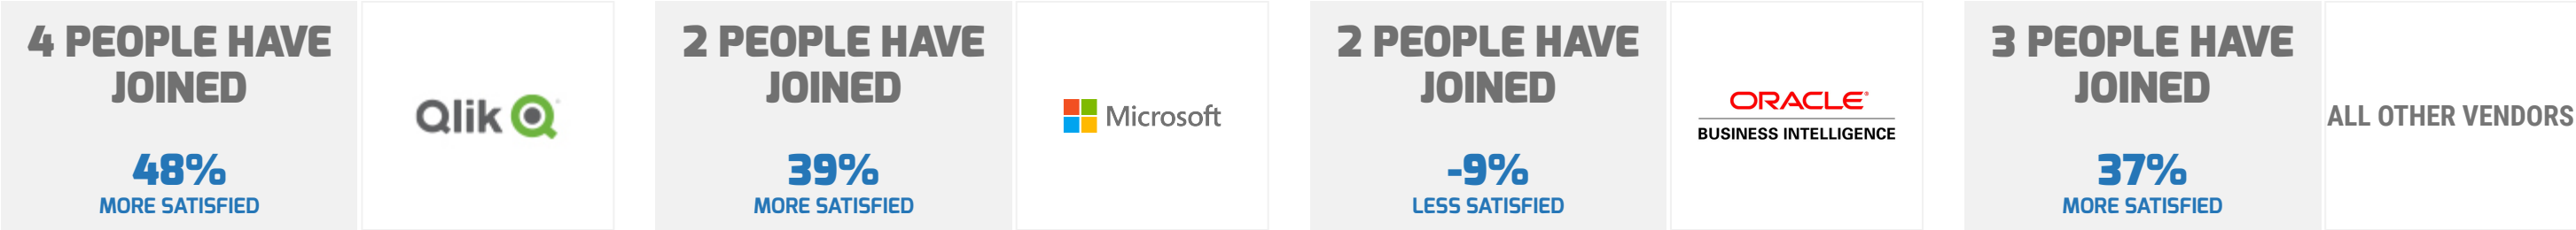 4 PEOPLE HAVE
JOINED
48%
MORE SATISFIED
Qlik
2 PEOPLE HAVE
JOINED
39%
MORE SATISFIED
Microsoft
2 PEOPLE HAVE
JOINED
-9%
LESS SATISFIED
ORACLE®
BUSINESS INTELLIGENCE
3 PEOPLE HAVE
JOINED
37%
MORE SATISFIED
ALL OTHER VENDORS